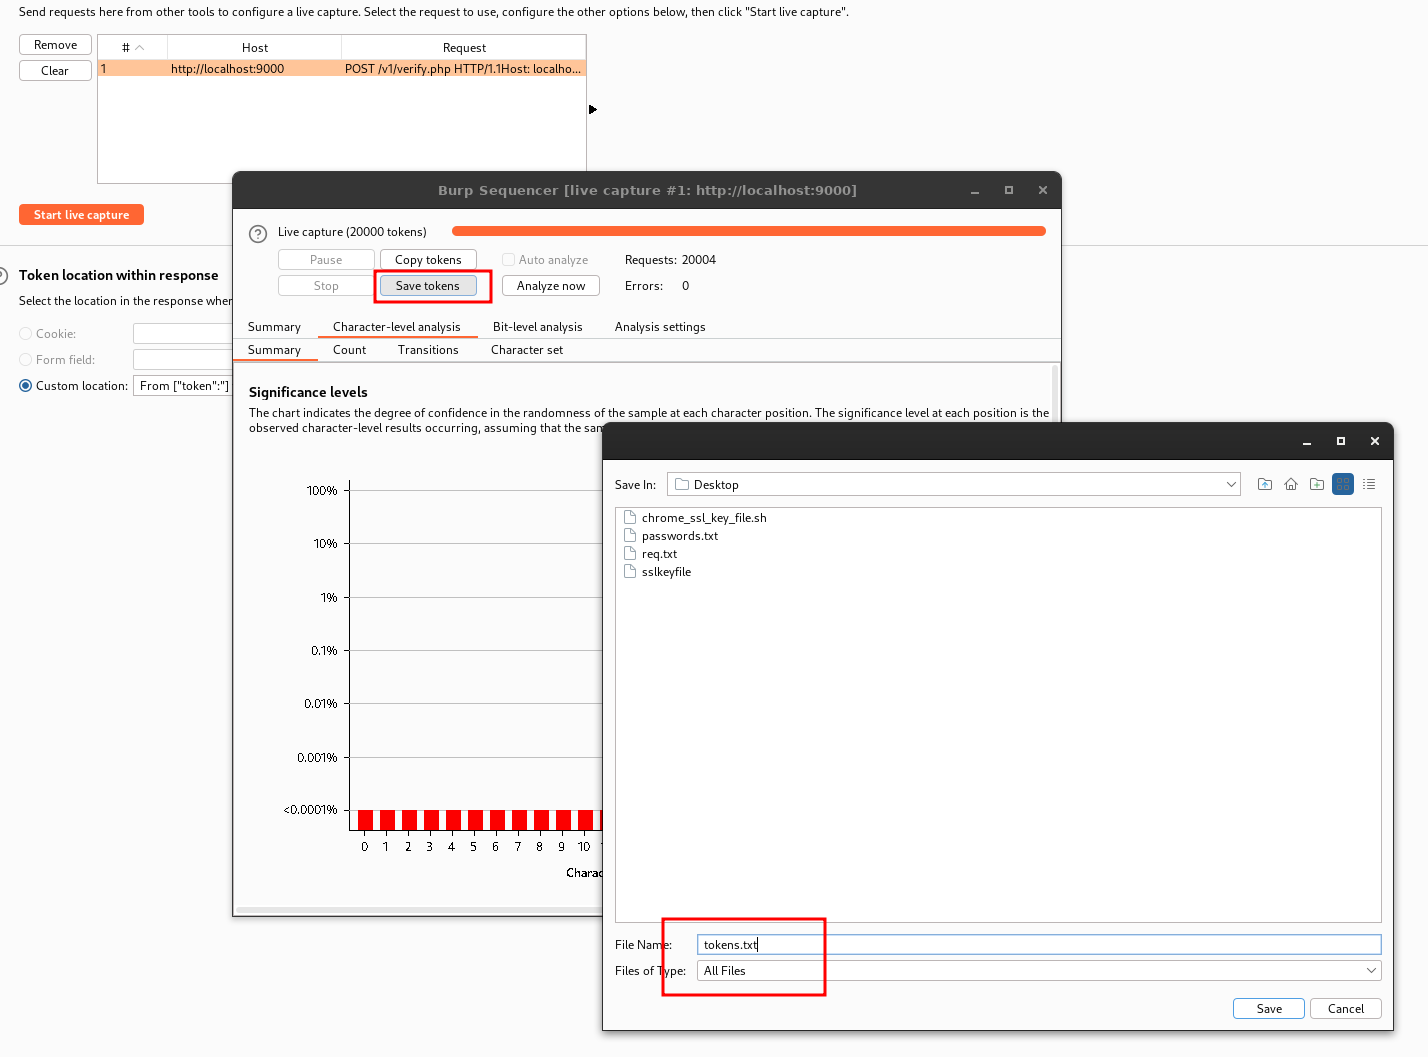 Send requests here from other tools to configure a live capture. Select the request to use, configure the other options below, then click "Start live capture".
Remove
Clear
# Host Request
1 http://localhost:9000 POST /v1/verify.php HTTP/1.1Host: localho...
Start live capture
Token location within response
Select the location in the response wher
Cookie:
Form field:
Custom location: From ["token":"]
Burp Sequencer [live capture #1: http://localhost:9000]
Live capture (20000 tokens)
Pause Copy tokens Auto analyze Requests: 20004
Stop Save tokens Analyze now Errors: 0
Summary Character-level analysis Bit-level analysis Analysis settings
Summary Count Transitions Character set
Significance levels
The chart indicates the degree of confidence in the randomness of the sample at each character position. The significance level at each position is the
observed character-level results occurring, assuming that the sam
100%
10%
1%
0.1%
0.01%
0.001%
<0.0001%
0 1 2 3 4 5 6 7 8 9 10
Charac
Save In: Desktop
chrome_ssl_key_file.sh
passwords.txt
req.txt
sslkeyfile
File Name: tokens.txt
Files of Type: All Files
Save Cancel